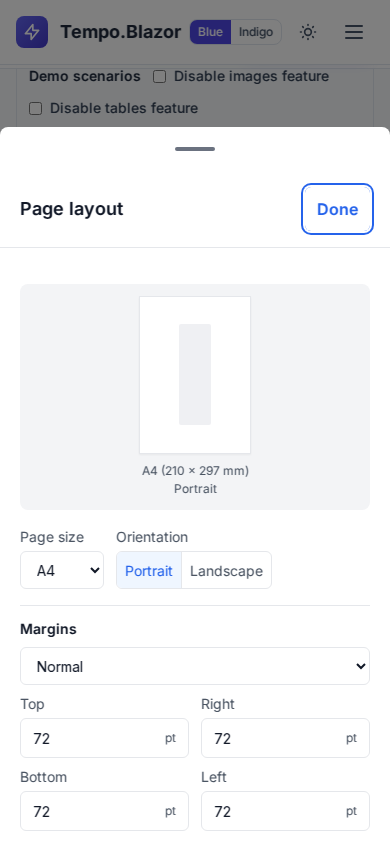 Tempo.Blazor Blue Indigo
Demo scenarios Disable images feature
Disable tables feature
Page layout Done
A4 (210 × 297 mm)
Portrait
Page size Orientation
A4 Portrait Landscape
Margins
Normal
Top Right
72 pt 72 pt
Bottom Left
72 pt 72 pt